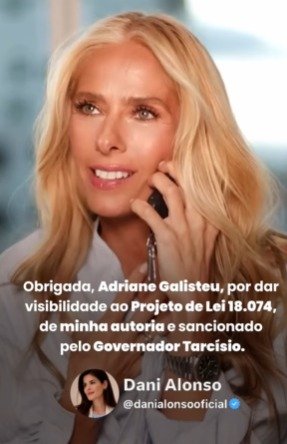 Obrigada, Adriane Galisteu, por dar
visibilidade ao Projeto de Lei 18.074,
de minha autoria e sancionado
pelo Governador Tarcísio.
Dani Alonso
@danialonsooficial